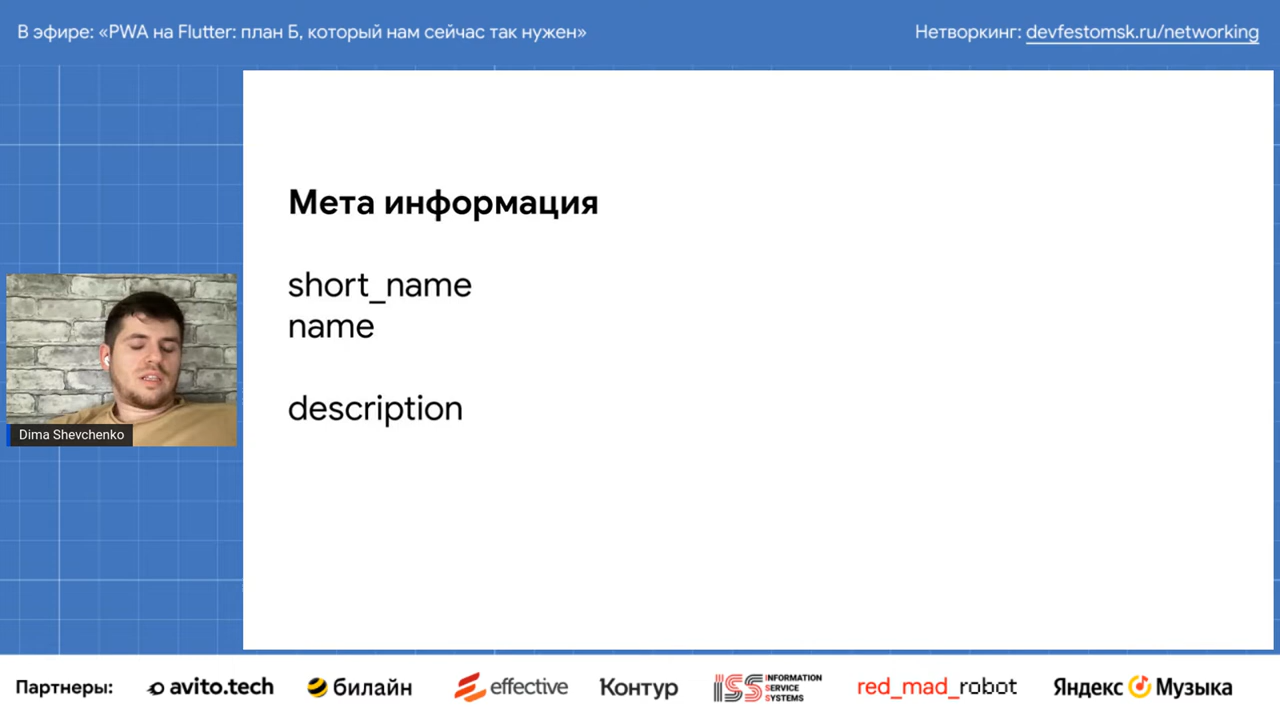 В эфире: «PWA на Flutter: план Б, который нам сейчас так нужен»
Нетворкинг: devfestomsk.ru/networking
Мета информация
short_name
name
description
Dima Shevchenko
Партнеры:
avito.tech
билайн
effective
Контур
ISS INFORMATION SERVICE SYSTEMS
red_mad_robot
Яндекс Музыка